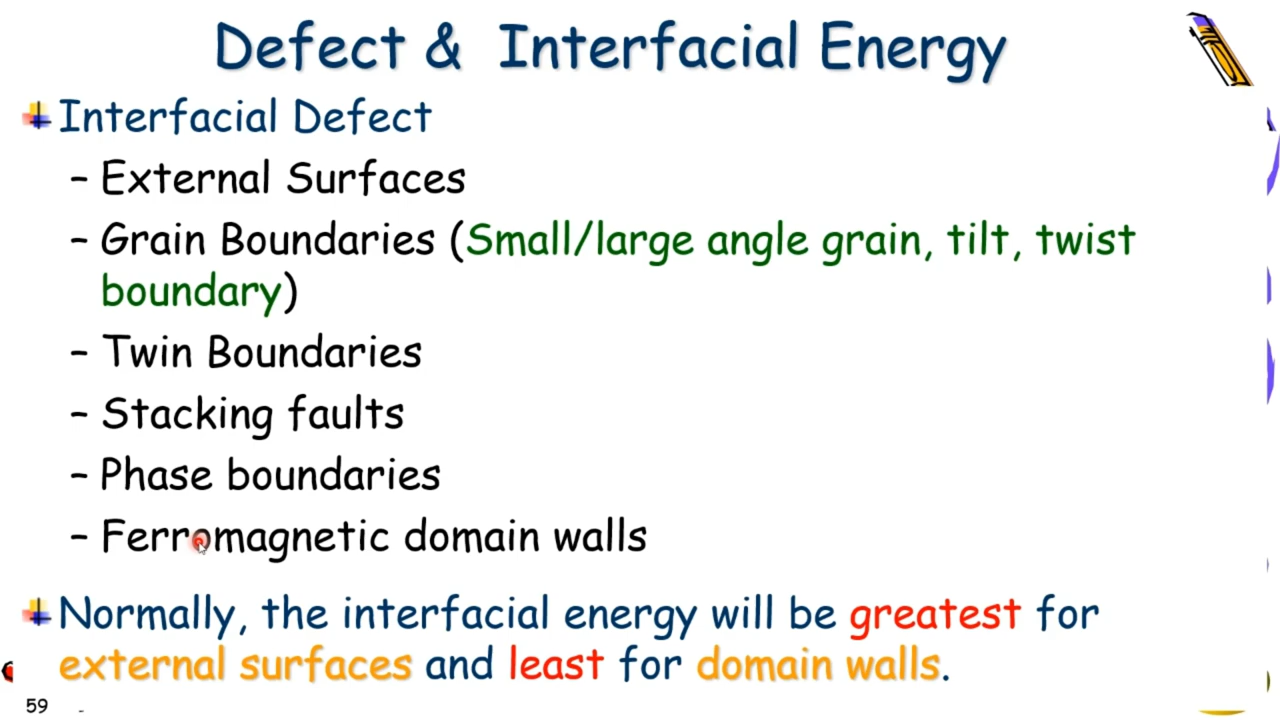 Defect & Interfacial Energy
Interfacial Defect
– External Surfaces
– Grain Boundaries (Small/large angle grain, tilt, twist
boundary)
– Twin Boundaries
– Stacking faults
– Phase boundaries
– Ferromagnetic domain walls
Normally, the interfacial energy will be greatest for
external surfaces and least for domain walls.
59